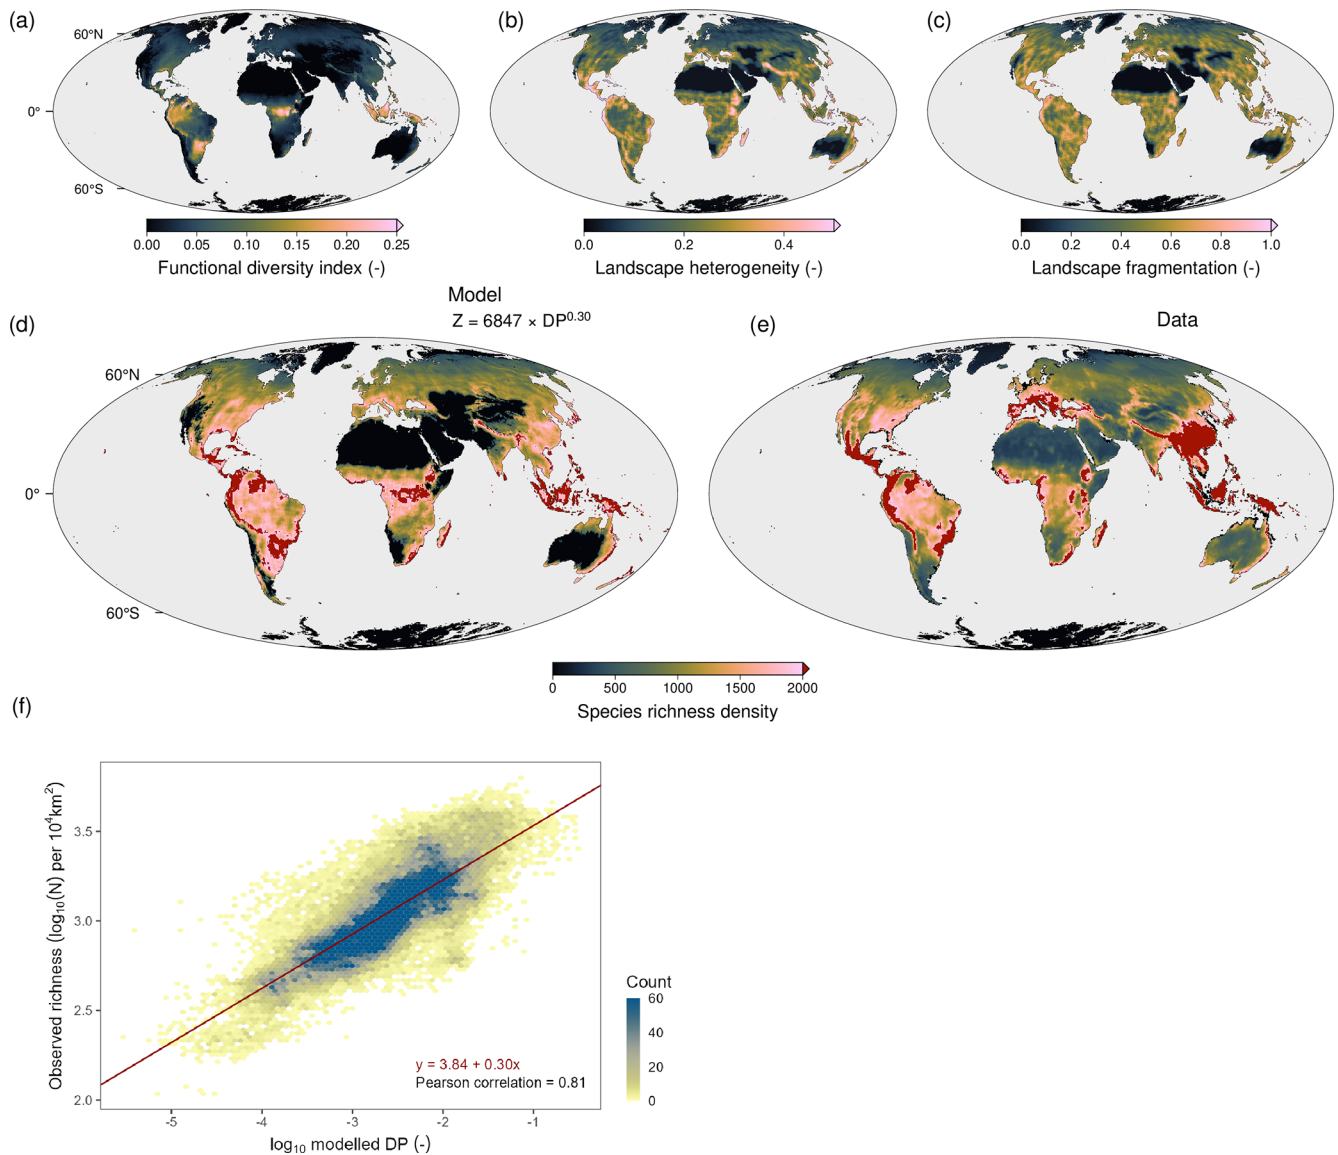 (a)
(b)
(c)
60°N
0°
60°S
0.00 0.05 0.10 0.15 0.20 0.25
Functional diversity index (-)
0.0 0.2 0.4
Landscape heterogeneity (-)
0.0 0.2 0.4 0.6 0.8 1.0
Landscape fragmentation (-)
Model
(d)
Z = 6847 × DP^0.30
(e)
Data
60°N
0°
60°S
0 500 1000 1500 2000
Species richness density
(f)
Observed richness (log₁₀(N) per 10⁴km²)
3.5
3.0
2.5
2.0
y = 3.84 + 0.30x
Pearson correlation = 0.81
-5 -4 -3 -2 -1
log₁₀ modelled DP (-)
Count
60
40
20
0